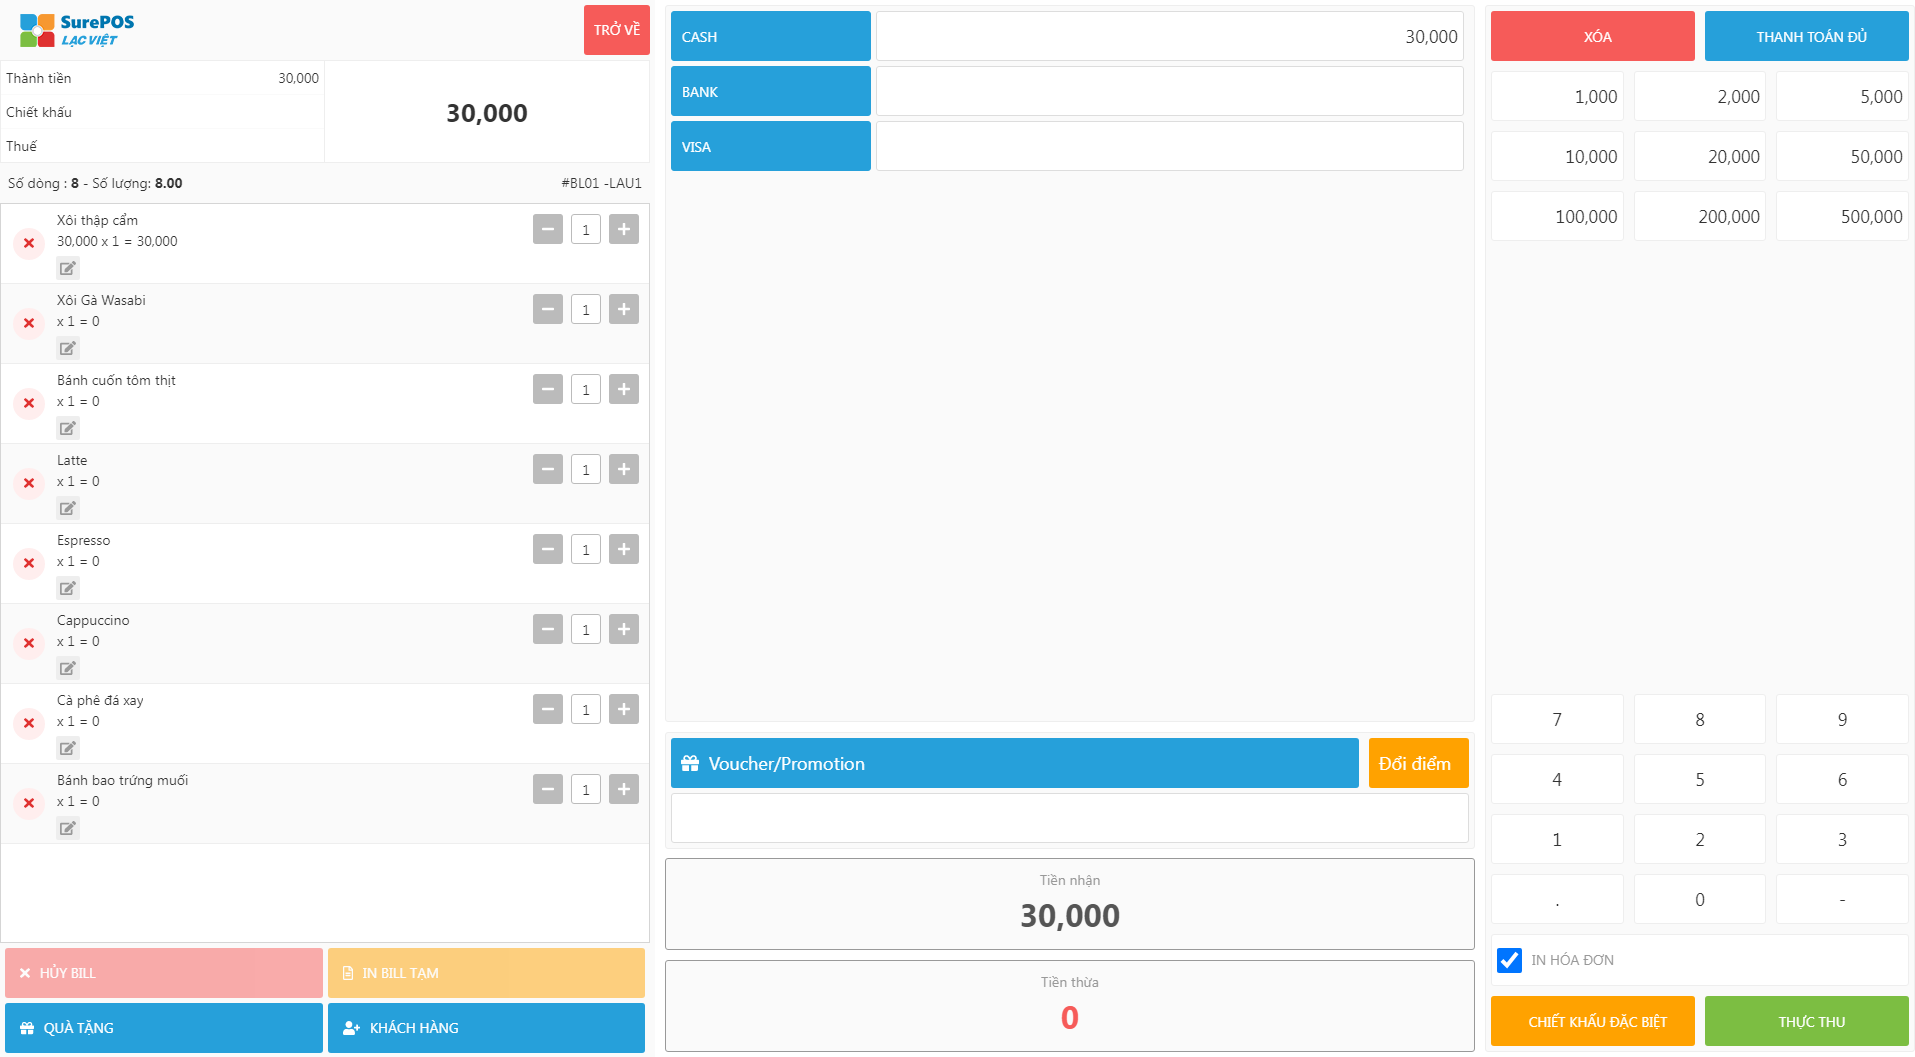 SurePOS
LẠC VIỆT
TRỞ VỀ
Thành tiền 30,000
Chiết khấu
Thuế
30,000
Số dòng : 8 - Số lượng: 8.00 #BL01 -LAU1
Xôi thập cẩm
30,000 x 1 = 30,000
1
Xôi Gà Wasabi
x 1 = 0
1
Bánh cuốn tôm thịt
x 1 = 0
1
Latte
x 1 = 0
1
Espresso
x 1 = 0
1
Cappuccino
x 1 = 0
1
Cà phê đá xay
x 1 = 0
1
Bánh bao trứng muối
x 1 = 0
1
HỦY BILL
IN BILL TẠM
QUÀ TẶNG
KHÁCH HÀNG
CASH 30,000
BANK
VISA
Voucher/Promotion
Đổi điểm
Tiền nhận
30,000
Tiền thừa
0
XÓA
THANH TOÁN ĐỦ
1,000 2,000 5,000
10,000 20,000 50,000
100,000 200,000 500,000
7 8 9
4 5 6
1 2 3
. 0 -
IN HÓA ĐƠN
CHIẾT KHẤU ĐẶC BIỆT
THỰC THU